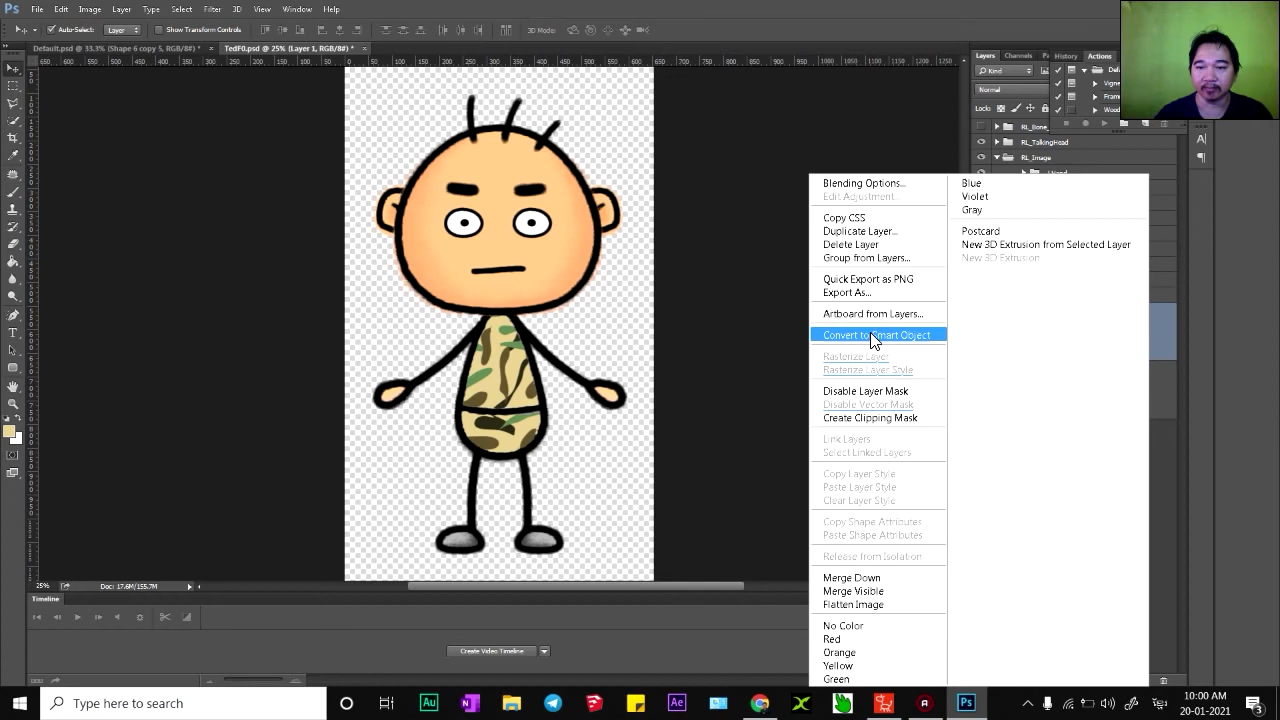 Ps File Edit Image Layer Type Select Filter 3D View Window Help
Auto-Select: Layer Show Transform Controls 3D Mode:
Default.psd @ 33.3% (Shape 6 copy 5, RGB/8#) * × TedF0.psd @ 25% (Layer 1, RGB/8#) * ×
Layers Channels Paths History Actions
Kind
Normal
Locks:
RL_TalkingHead
RL_Image
Blending Options...
Edit Adjustment...
Copy CSS
Duplicate Layer...
Delete Layer
Group from Layers...
Quick Export as PNG
Export As...
Artboard from Layers...
Convert to Smart Object
Rasterize Layer
Rasterize Layer Style
Disable Layer Mask
Disable Vector Mask
Create Clipping Mask
Link Layers
Select Linked Layers
Copy Layer Style
Paste Layer Style
Clear Layer Style
Copy Shape Attributes
Paste Shape Attributes
Release from Isolation
Merge Down
Merge Visible
Flatten Image
No Color
Red
Orange
Yellow
Green
Blue
Violet
Gray
Postcard
New 3D Extrusion from Selected Layer
New 3D Extrusion
25% Doc: 17.6M/155.7M
Timeline
Create Video Timeline
Type here to search
Au
Ae
Ps
10:00 AM
20-01-2021
3